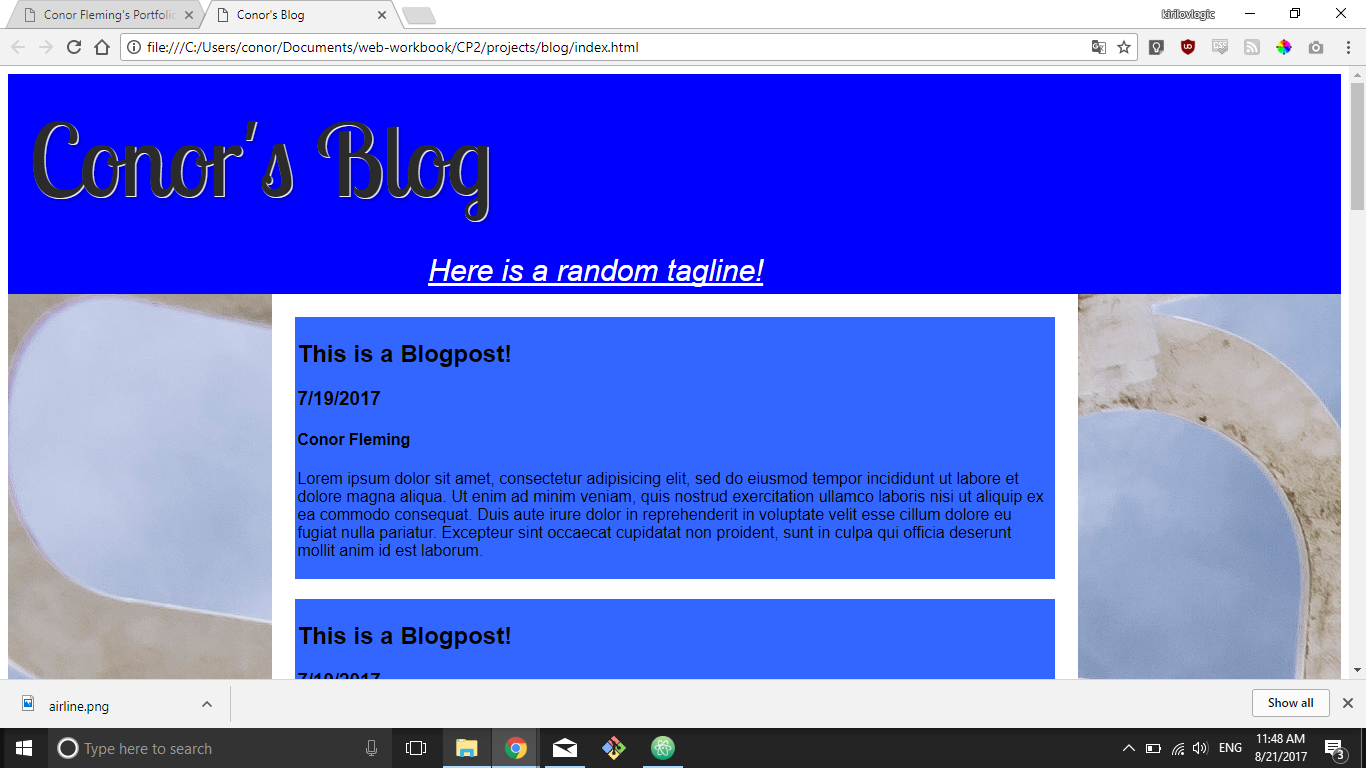 Conor Fleming's Portfolio
Conor's Blog
kirilovlogic
file:///C:/Users/conor/Documents/web-workbook/CP2/projects/blog/index.html
Conor's Blog
Here is a random tagline!
This is a Blogpost!
7/19/2017
Conor Fleming
Lorem ipsum dolor sit amet, consectetur adipisicing elit, sed do eiusmod tempor incididunt ut labore et
dolore magna aliqua. Ut enim ad minim veniam, quis nostrud exercitation ullamco laboris nisi ut aliquip ex
ea commodo consequat. Duis aute irure dolor in reprehenderit in voluptate velit esse cillum dolore eu
fugiat nulla pariatur. Excepteur sint occaecat cupidatat non proident, sunt in culpa qui officia deserunt
mollit anim id est laborum.
This is a Blogpost!
7/19/2017
airline.png
Show all
Type here to search
ENG
11:48 AM
8/21/2017
3